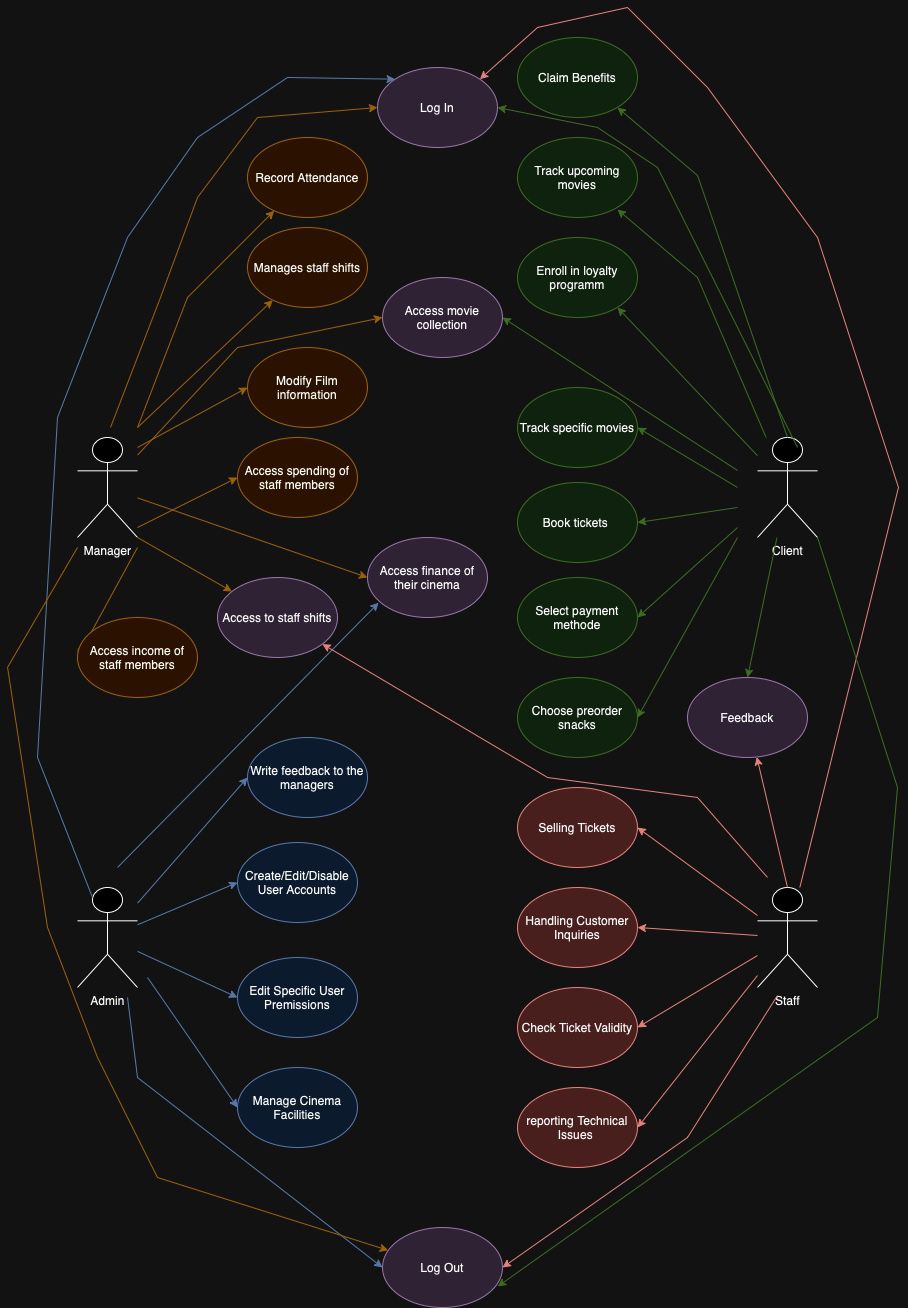 Claim Benefits
Log In
Record Attendance
Track upcoming
movies
Manages staff shifts
Enroll in loyalty
programm
Access movie
collection
Modify Film
information
Track specific movies
Access spending of
staff members
Book tickets
Manager
Client
Access finance of
their cinema
Access to staff shifts
Select payment
methode
Access income of
staff members
Choose preorder
snacks
Feedback
Write feedback to the
managers
Selling Tickets
Create/Edit/Disable
User Accounts
Handling Customer
Inquiries
Admin
Edit Specific User
Premissions
Staff
Check Ticket Validity
Manage Cinema
Facilities
reporting Technical
Issues
Log Out